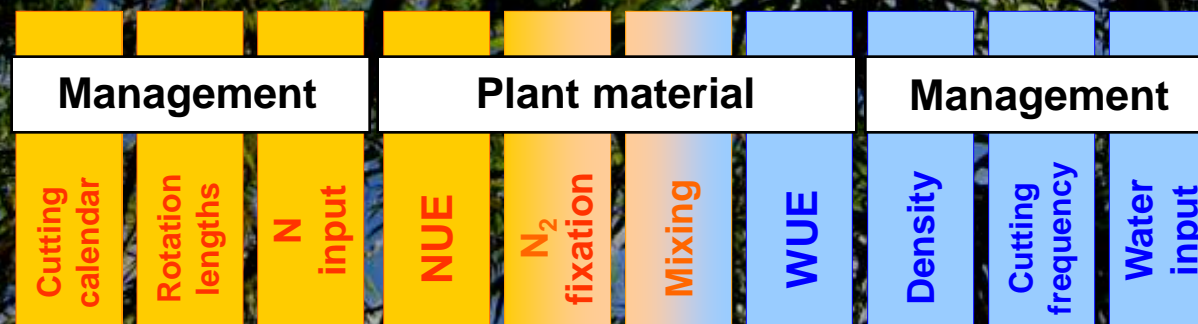 Management
Plant material
Management
Cutting
calendar
Rotation
lengths
N
input
NUE
N₂
fixation
Mixing
WUE
Density
Cutting
frequency
Water
input